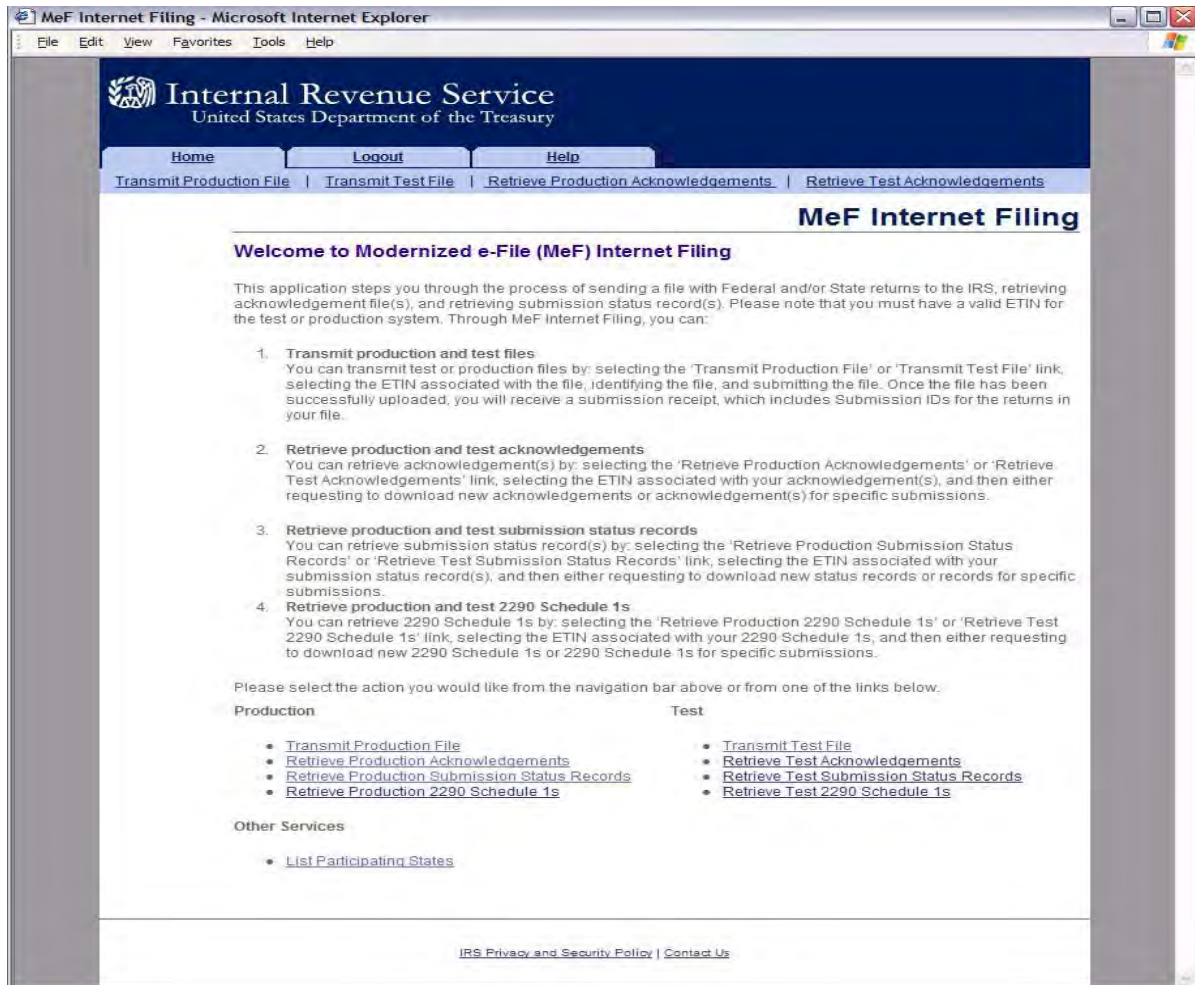 MeF Internet Filing - Microsoft Internet Explorer
File Edit View Favorites Tools Help
Internal Revenue Service
United States Department of the Treasury
Home Logout Help
Transmit Production File | Transmit Test File | Retrieve Production Acknowledgements | Retrieve Test Acknowledgements
MeF Internet Filing
Welcome to Modernized e-File (MeF) Internet Filing
This application steps you through the process of sending a file with Federal and/or State returns to the IRS, retrieving
acknowledgement file(s), and retrieving submission status record(s). Please note that you must have a valid ETIN for
the test or production system. Through MeF Internet Filing, you can:
1. Transmit production and test files
You can transmit test or production files by: selecting the 'Transmit Production File' or 'Transmit Test File' link,
selecting the ETIN associated with the file, identifying the file, and submitting the file. Once the file has been
successfully uploaded, you will receive a submission receipt, which includes Submission IDs for the returns in
your file.
2. Retrieve production and test acknowledgements
You can retrieve acknowledgement(s) by: selecting the 'Retrieve Production Acknowledgements' or 'Retrieve
Test Acknowledgements' link, selecting the ETIN associated with your acknowledgement(s), and then either
requesting to download new acknowledgements or acknowledgement(s) for specific submissions.
3. Retrieve production and test submission status records
You can retrieve submission status record(s) by: selecting the 'Retrieve Production Submission Status
Records' or 'Retrieve Test Submission Status Records' link, selecting the ETIN associated with your
submission status record(s), and then either requesting to download new status records or records for specific
submissions.
4. Retrieve production and test 2290 Schedule 1s
You can retrieve 2290 Schedule 1s by: selecting the 'Retrieve Production 2290 Schedule 1s' or 'Retrieve Test
2290 Schedule 1s' link, selecting the ETIN associated with your 2290 Schedule 1s, and then either requesting
to download new 2290 Schedule 1s or 2290 Schedule 1s for specific submissions.
Please select the action you would like from the navigation bar above or from one of the links below.
Production
Transmit Production File
Retrieve Production Acknowledgements
Retrieve Production Submission Status Records
Retrieve Production 2290 Schedule 1s
Test
Transmit Test File
Retrieve Test Acknowledgements
Retrieve Test Submission Status Records
Retrieve Test 2290 Schedule 1s
Other Services
List Participating States
IRS Privacy and Security Policy | Contact Us